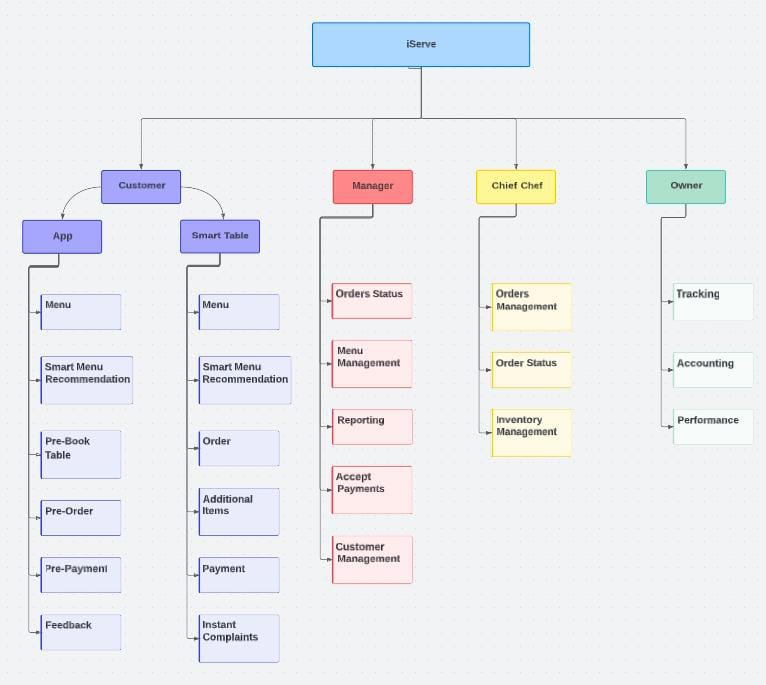 iServe
Customer
Manager
Chief Chef
Owner
App
Smart Table
Menu
Smart Menu
Recommendation
Pre-Book
Table
Pre-Order
Pre-Payment
Feedback
Menu
Smart Menu
Recommendation
Order
Additional
Items
Payment
Instant
Complaints
Orders Status
Menu
Management
Reporting
Accept
Payments
Customer
Management
Orders
Management
Order Status
Inventory
Management
Tracking
Accounting
Performance